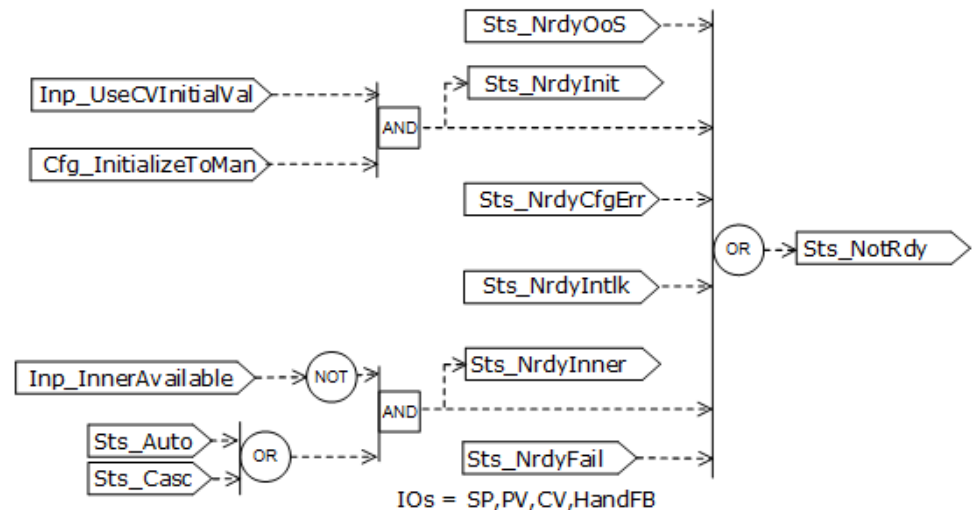 Sts_NrdyOoS
Sts_NrdyInit
Inp_UseCVInitialVal
AND
Cfg_InitializeToMan
Sts_NrdyCfgErr
OR
Sts_NotRdy
Sts_NrdyIntlk
Sts_NrdyInner
Inp_InnerAvailable
NOT
AND
Sts_Auto
OR
Sts_Casc
Sts_NrdyFail
IOs = SP,PV,CV,HandFB